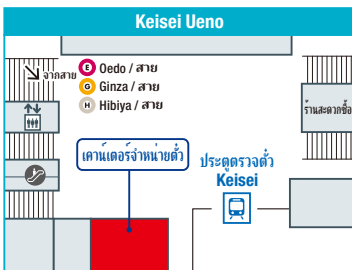 Keisei Ueno
จากสาย
E Oedo / สาย
G Ginza / สาย
H Hibiya / สาย
ร้านสะดวกซื้อ
เคาน์เตอร์จำหน่ายตั๋ว
ประตูตรวจตั๋ว
Keisei